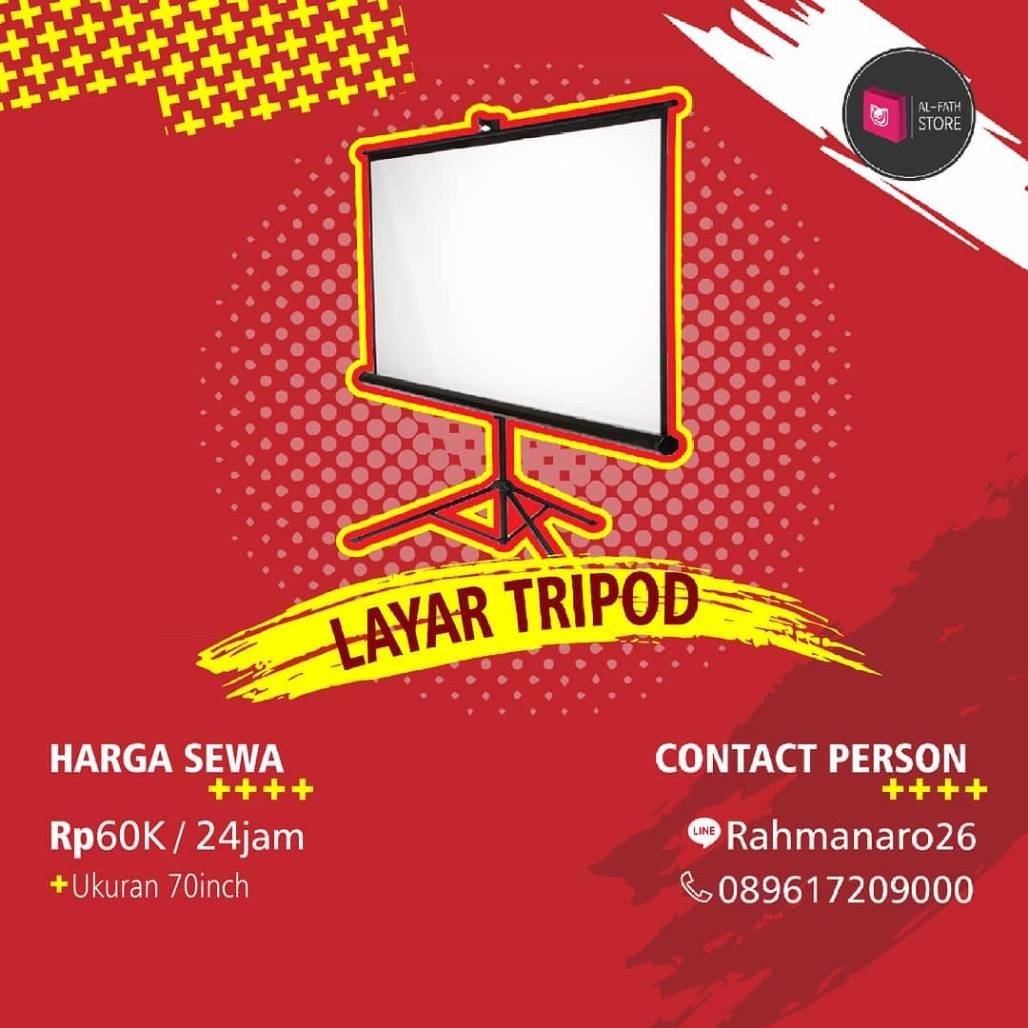 AL-FATH
STORE
LAYAR TRIPOD
HARGA SEWA
++++
Rp60K / 24jam
+Ukuran 70inch
CONTACT PERSON
++++
LINE Rahmanaro26
089617209000